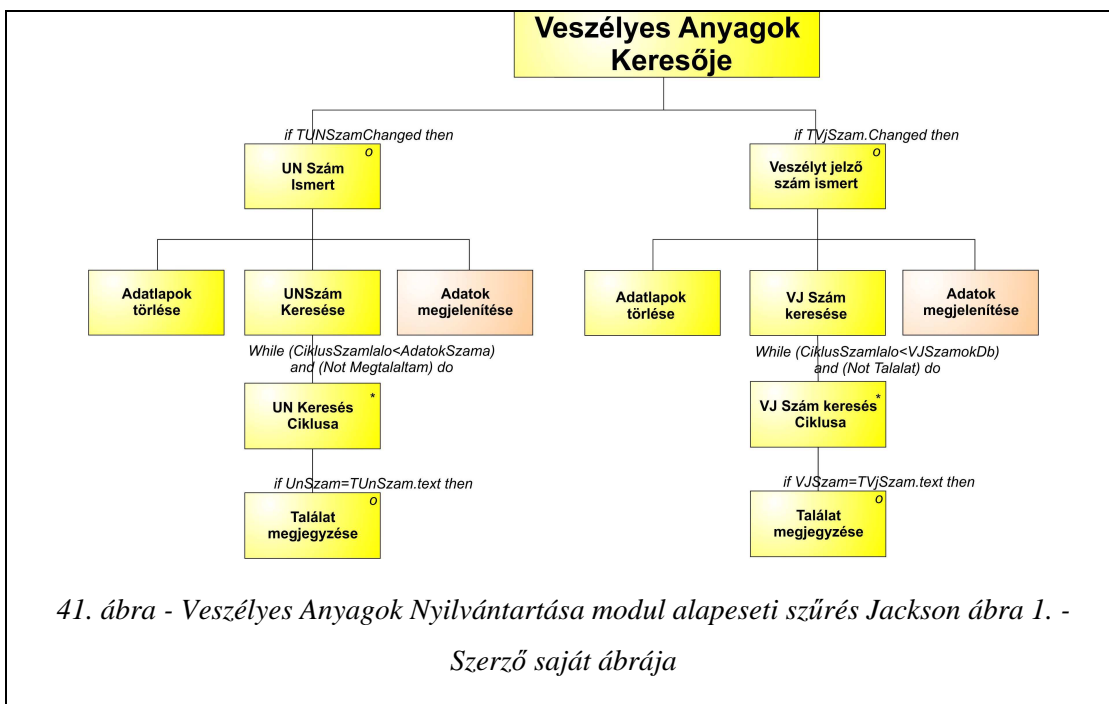 Veszélyes Anyagok
Keresője
if TUNSzamChanged then
o
UN Szám
Ismert
if TVjSzam.Changed then
o
Veszélyt jelző
szám ismert
Adatlapok
törlése
UNSzám
Keresése
Adatok
megjelenítése
Adatlapok
törlése
VJ Szám
keresése
Adatok
megjelenítése
While (CiklusSzamlalo<AdatokSzama)
and (Not Megtalaltam) do
While (CiklusSzamlalo<VJSzamokDb)
and (Not Talalat) do
UN Keresés *
Ciklusa
VJ Szám keresés *
Ciklusa
if UnSzam=TUnSzam.text then
o
Találat
megjegyzése
if VJSzam=TVjSzam.text then
o
Találat
megjegyzése
41. ábra - Veszélyes Anyagok Nyilvántartása modul alapeseti szűrés Jackson ábra 1. -
Szerző saját ábrája